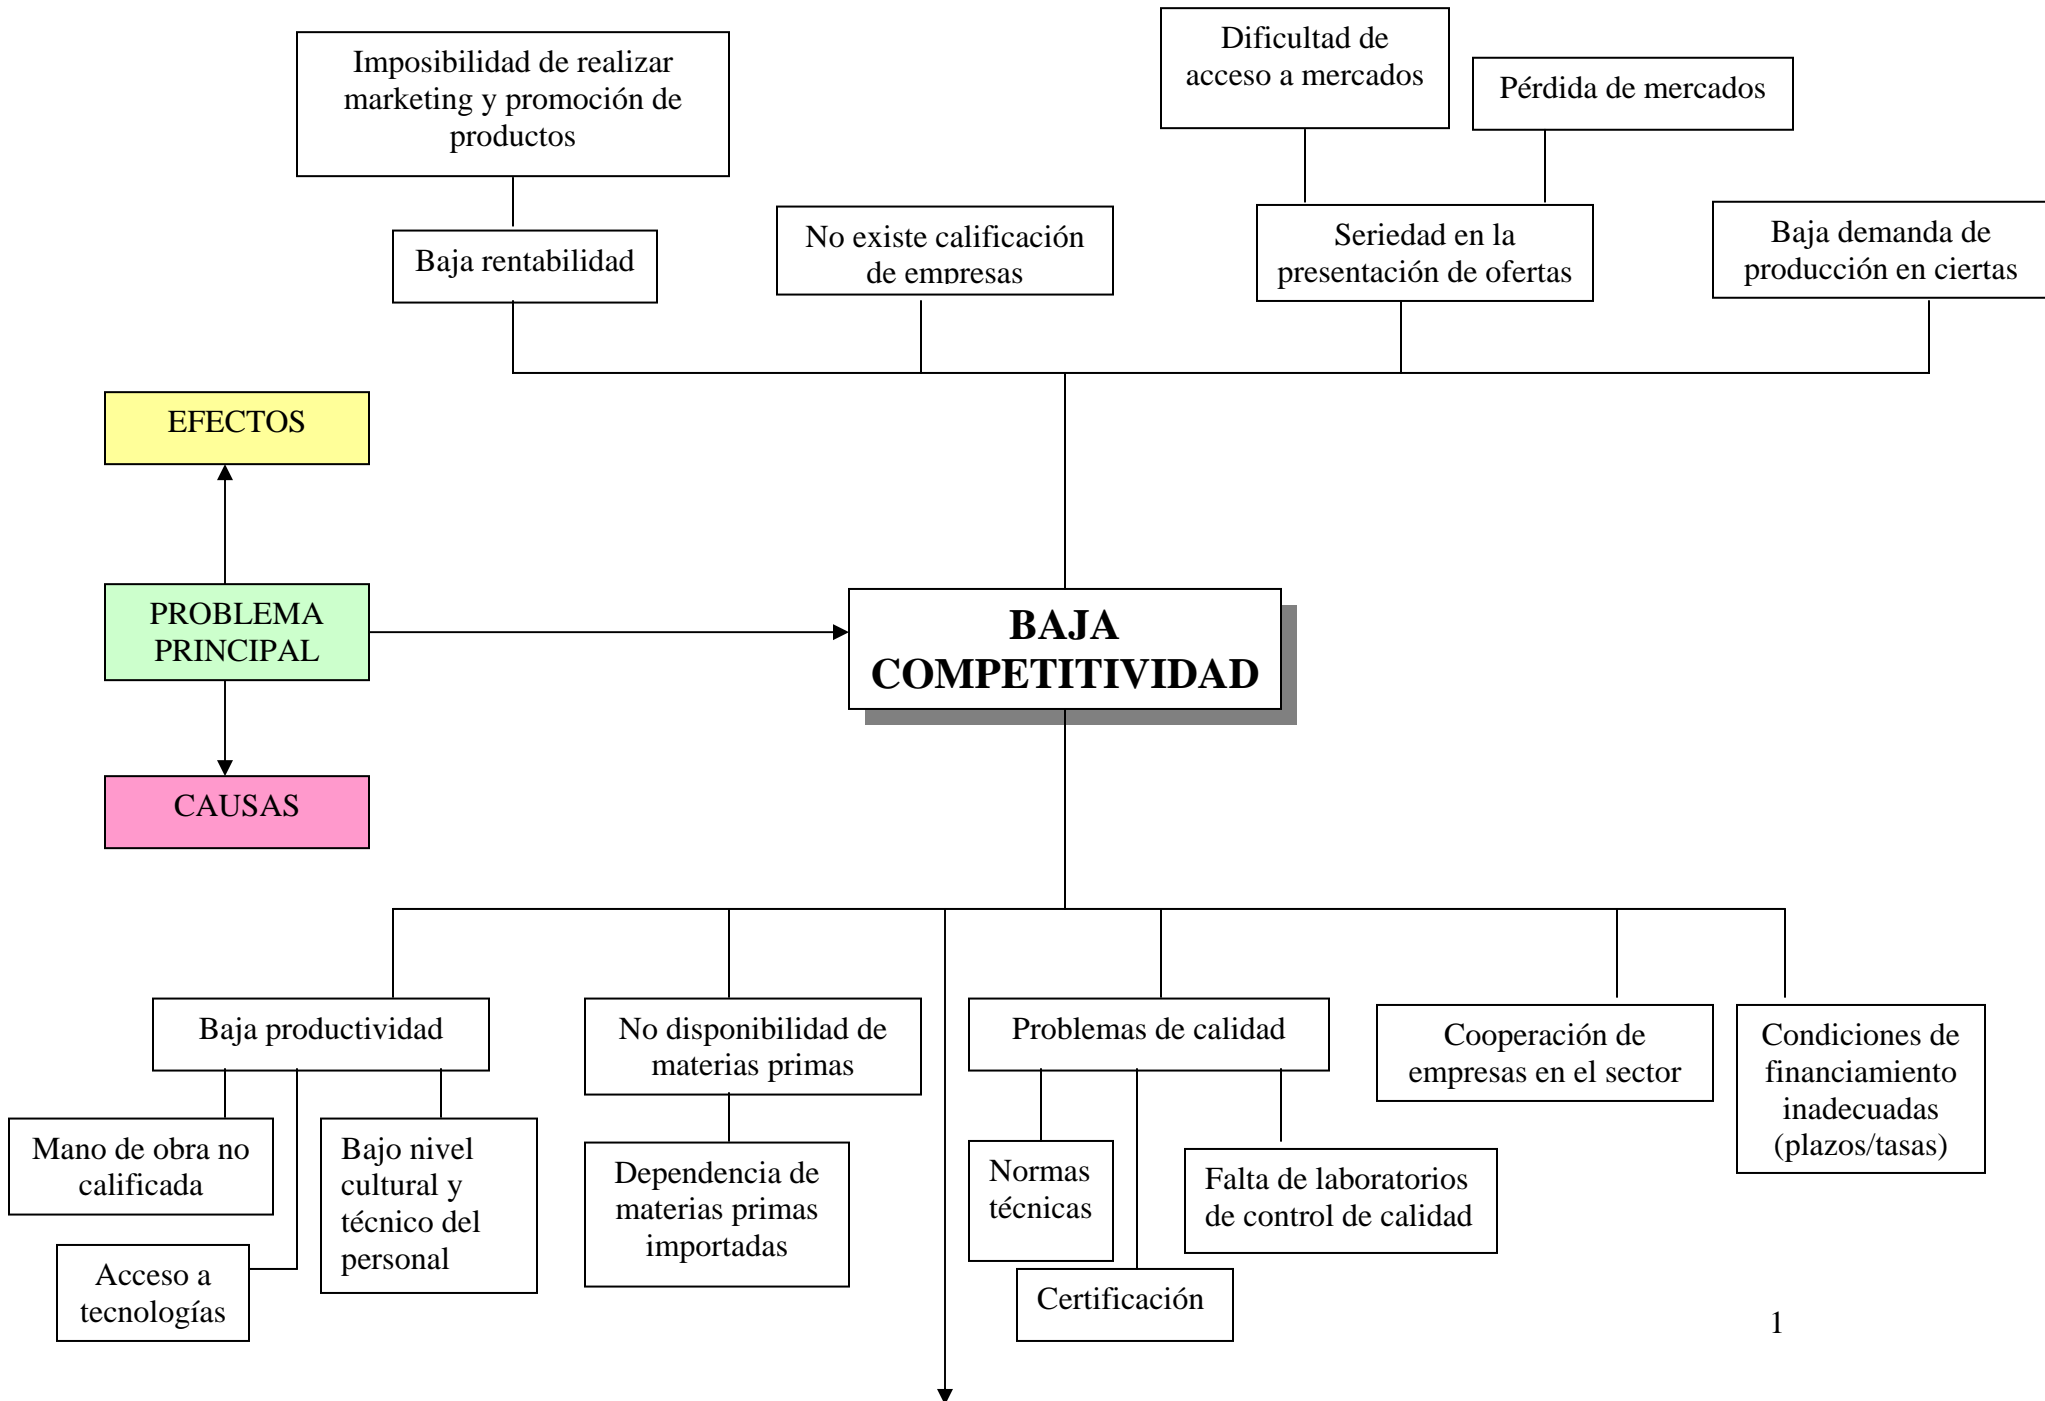 Imposibilidad de realizar
marketing y promoción de
productos
Dificultad de
acceso a mercados
Pérdida de mercados
Baja rentabilidad
No existe calificación
de empresas
Seriedad en la
presentación de ofertas
Baja demanda de
producción en ciertas
EFECTOS
PROBLEMA
PRINCIPAL
BAJA
COMPETITIVIDAD
CAUSAS
Baja productividad
No disponibilidad de
materias primas
Problemas de calidad
Cooperación de
empresas en el sector
Condiciones de
financiamiento
inadecuadas
(plazos/tasas)
Mano de obra no
calificada
Bajo nivel
cultural y
técnico del
personal
Dependencia de
materias primas
importadas
Normas
técnicas
Falta de laboratorios
de control de calidad
Acceso a
tecnologías
Certificación
1